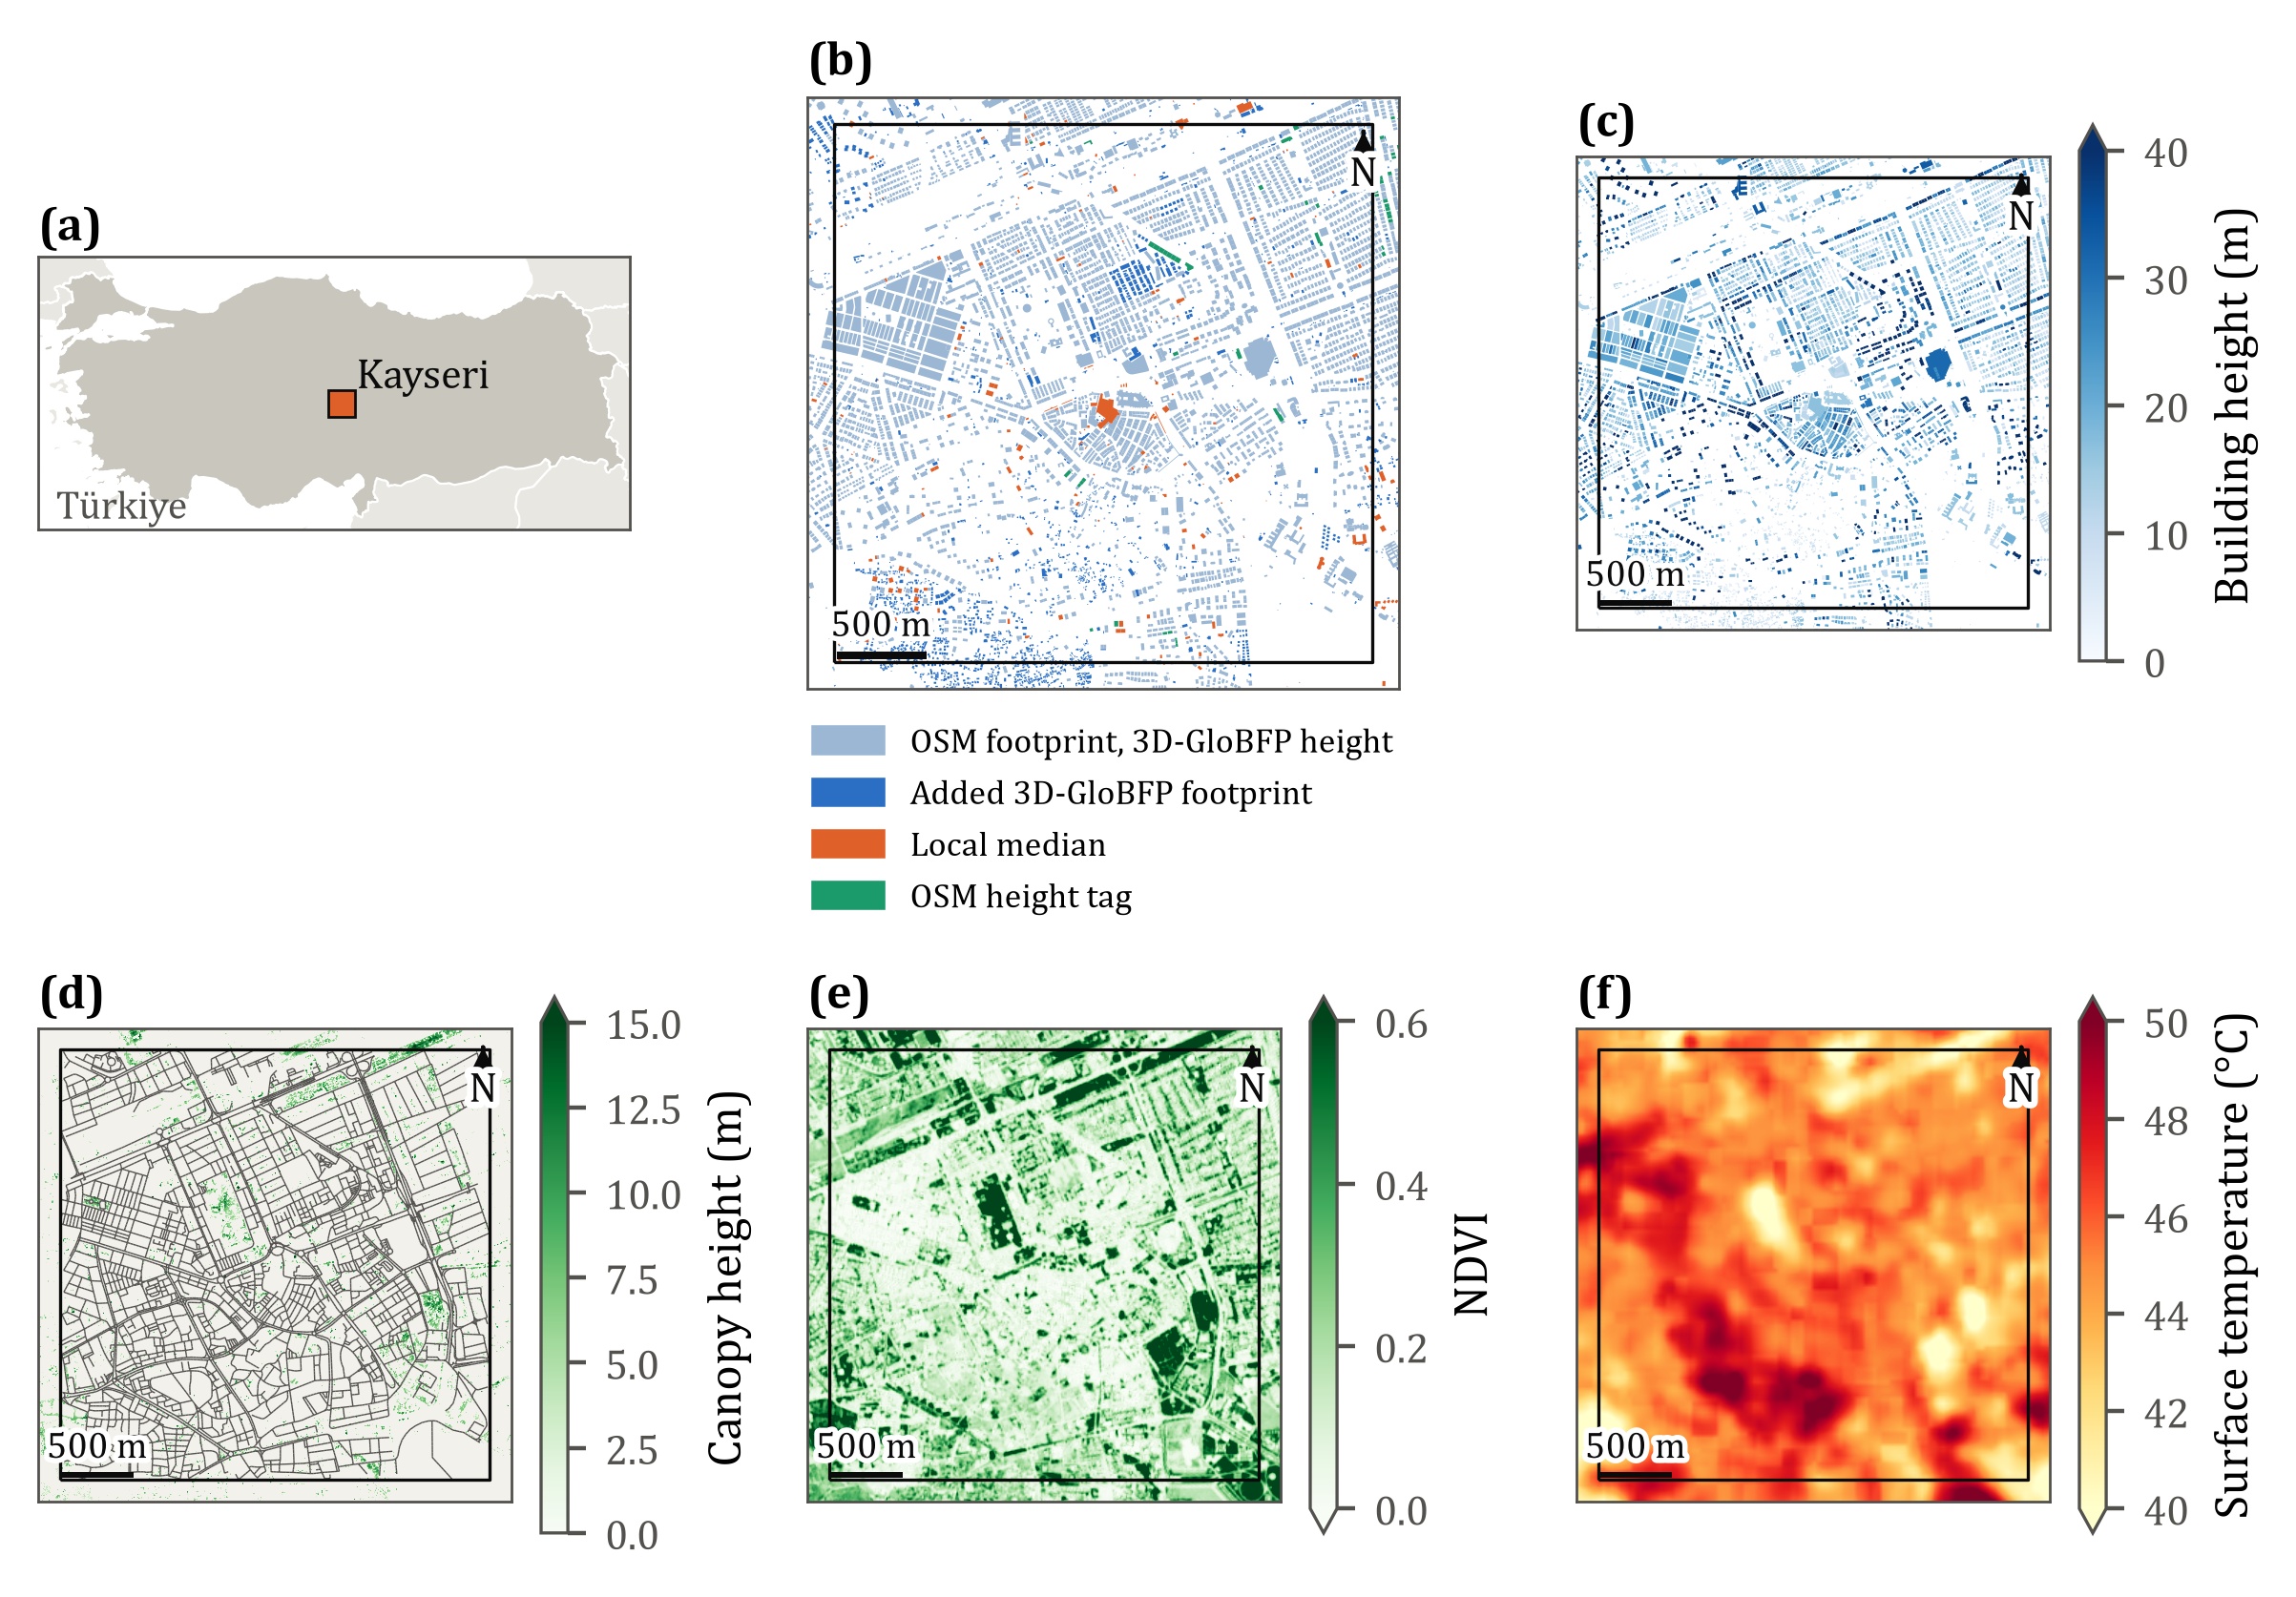 (a)
Kayseri
Türkiye
(b)
N
500 m
OSM footprint, 3D-GloBFP height
Added 3D-GloBFP footprint
Local median
OSM height tag
(c)
N
500 m
40
30
20
10
0
Building height (m)
(d)
N
500 m
15.0
12.5
10.0
7.5
5.0
2.5
0.0
Canopy height (m)
(e)
N
500 m
0.6
0.4
0.2
0.0
NDVI
(f)
N
500 m
50
48
46
44
42
40
Surface temperature (°C)